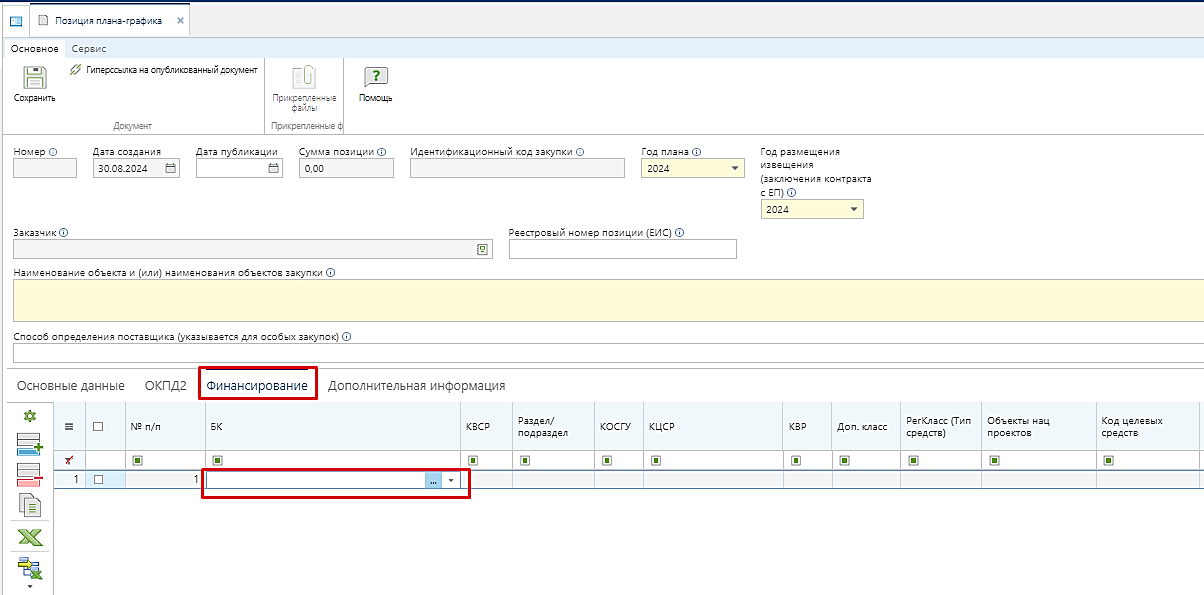 Позиция плана-графика
Основное Сервис
Сохранить
Гиперссылка на опубликованный документ
Документ
Прикрепленные
файлы
Прикрепленные ф
Помощь
Номер Дата создания Дата публикации Сумма позиции Идентификационный код закупки Год плана Год размещения
извещения
(заключения контракта
с ЕП)
30.08.2024 0,00 2024
2024
Заказчик Реестровый номер позиции (ЕИС)
Наименование объекта и (или) наименования объектов закупки
Способ определения поставщика (указывается для особых закупок)
Основные данные ОКПД2 Финансирование Дополнительная информация
№ п/п БК КВСР Раздел/
подраздел КОСГУ КЦСР КВР Доп. класс РегКласс (Тип
средств) Объекты нац
проектов Код целевых
средств
1 1 ...